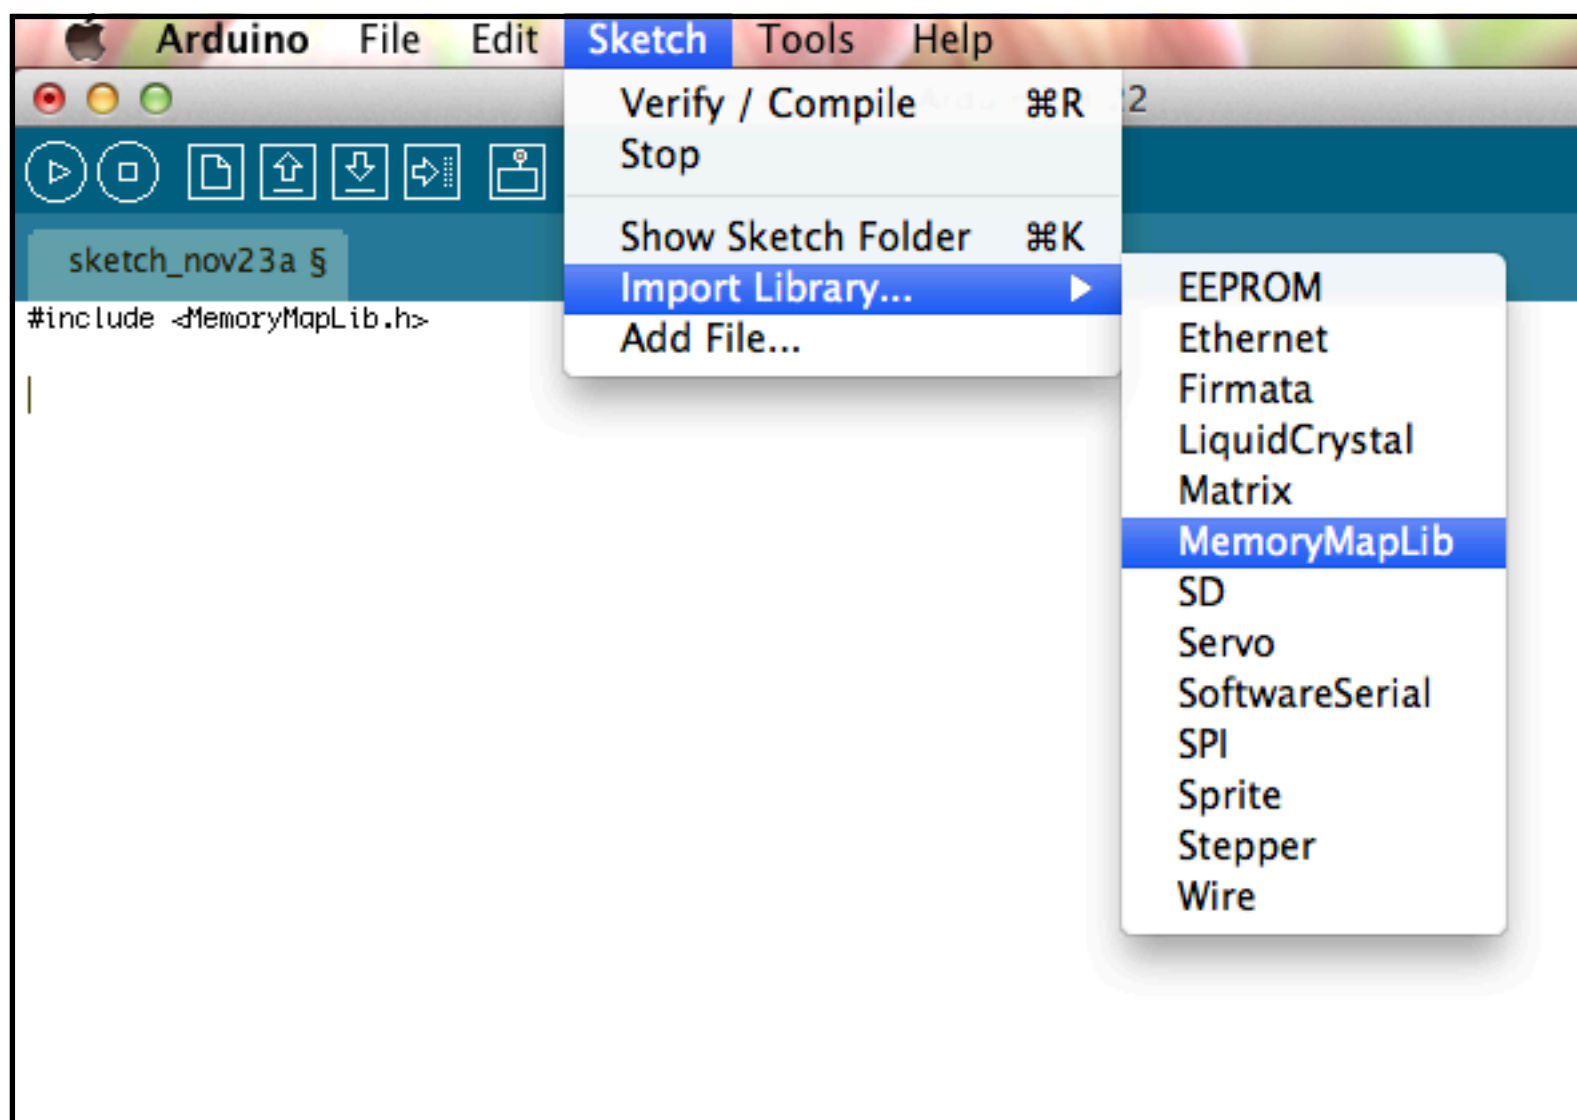 Arduino File Edit Sketch Tools Help
22
Verify / Compile ⌘R
Stop
Show Sketch Folder ⌘K
Import Library...
Add File...
sketch_nov23a §
#include <MemoryMapLib.h>
EEPROM
Ethernet
Firmata
LiquidCrystal
Matrix
MemoryMapLib
SD
Servo
SoftwareSerial
SPI
Sprite
Stepper
Wire